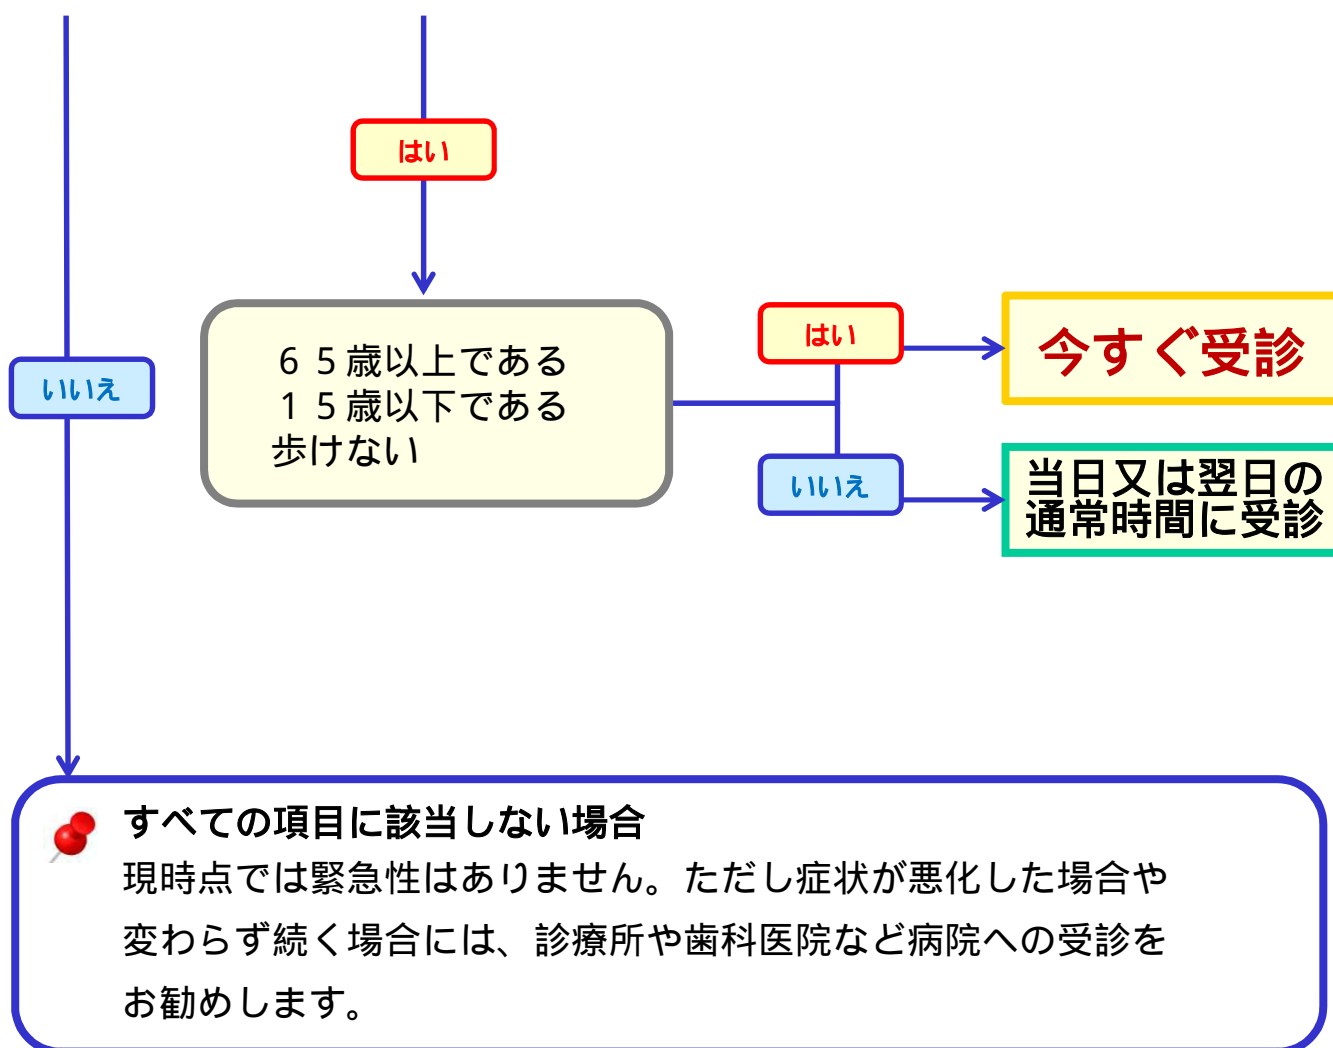 はい
６５歳以上である
１５歳以下である
歩けない
はい
今すぐ受診
いいえ
いいえ
当日又は翌日の
通常時間に受診
すべての項目に該当しない場合
現時点では緊急性はありません。ただし症状が悪化した場合や
変わらず続く場合には、診療所や歯科医院など病院への受診を
お勧めします。